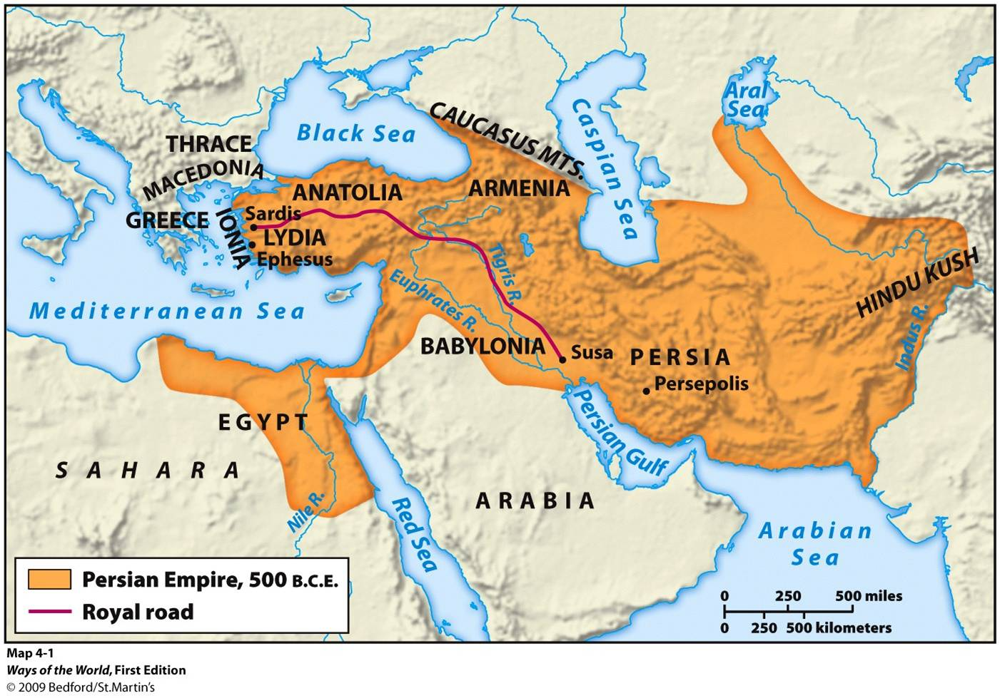 Aral
Sea
CAUCASUS MTS.
Caspian Sea
Black Sea
THRACE
MACEDONIA
ARMENIA
ANATOLIA
Sardis
GREECE
IONIA
LYDIA
Ephesus
Tigris R.
HINDU KUSH
Euphrates R.
Mediterranean Sea
Indus R.
BABYLONIA
Susa
PERSIA
Persepolis
Persian Gulf
EGYPT
SAHARA
ARABIA
Nile R.
Red Sea
Arabian
Sea
Persian Empire, 500 B.C.E.
Royal road
0 250 500 miles
0 250 500 kilometers
Map 4-1
Ways of the World, First Edition
© 2009 Bedford/St.Martin's